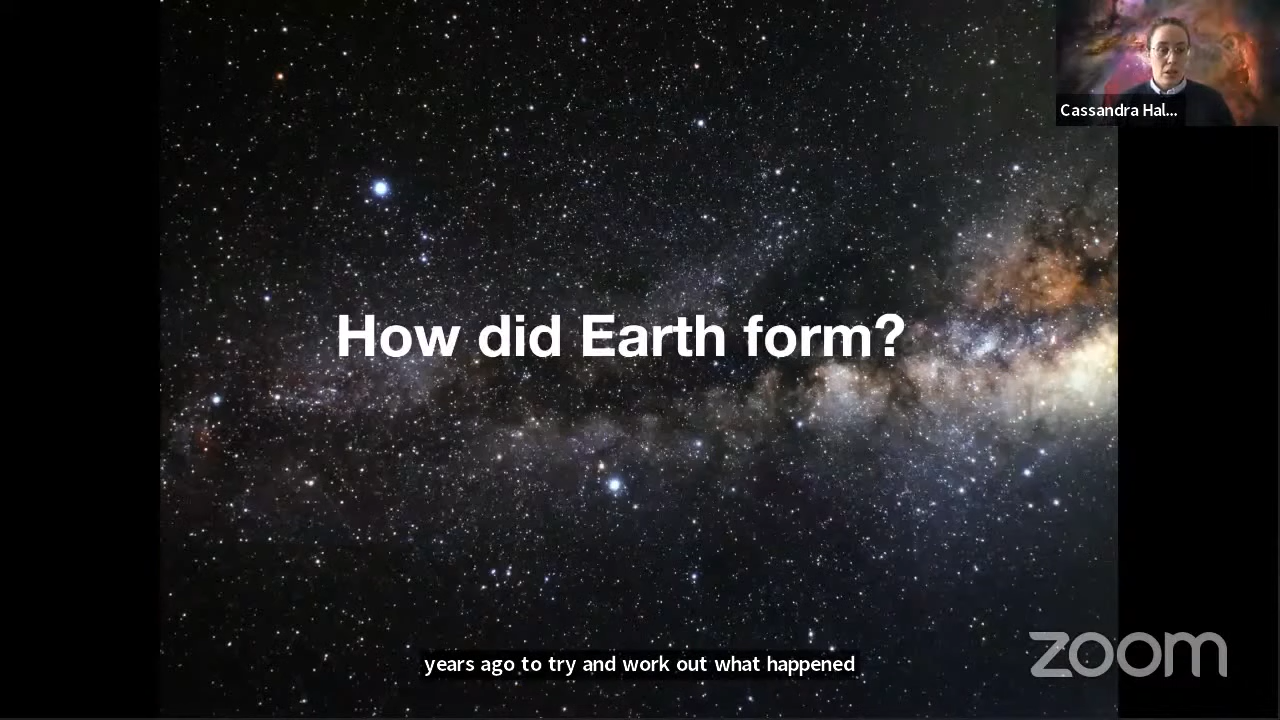 Cassandra Hal...
How did Earth form?
years ago to try and work out what happened
zoom